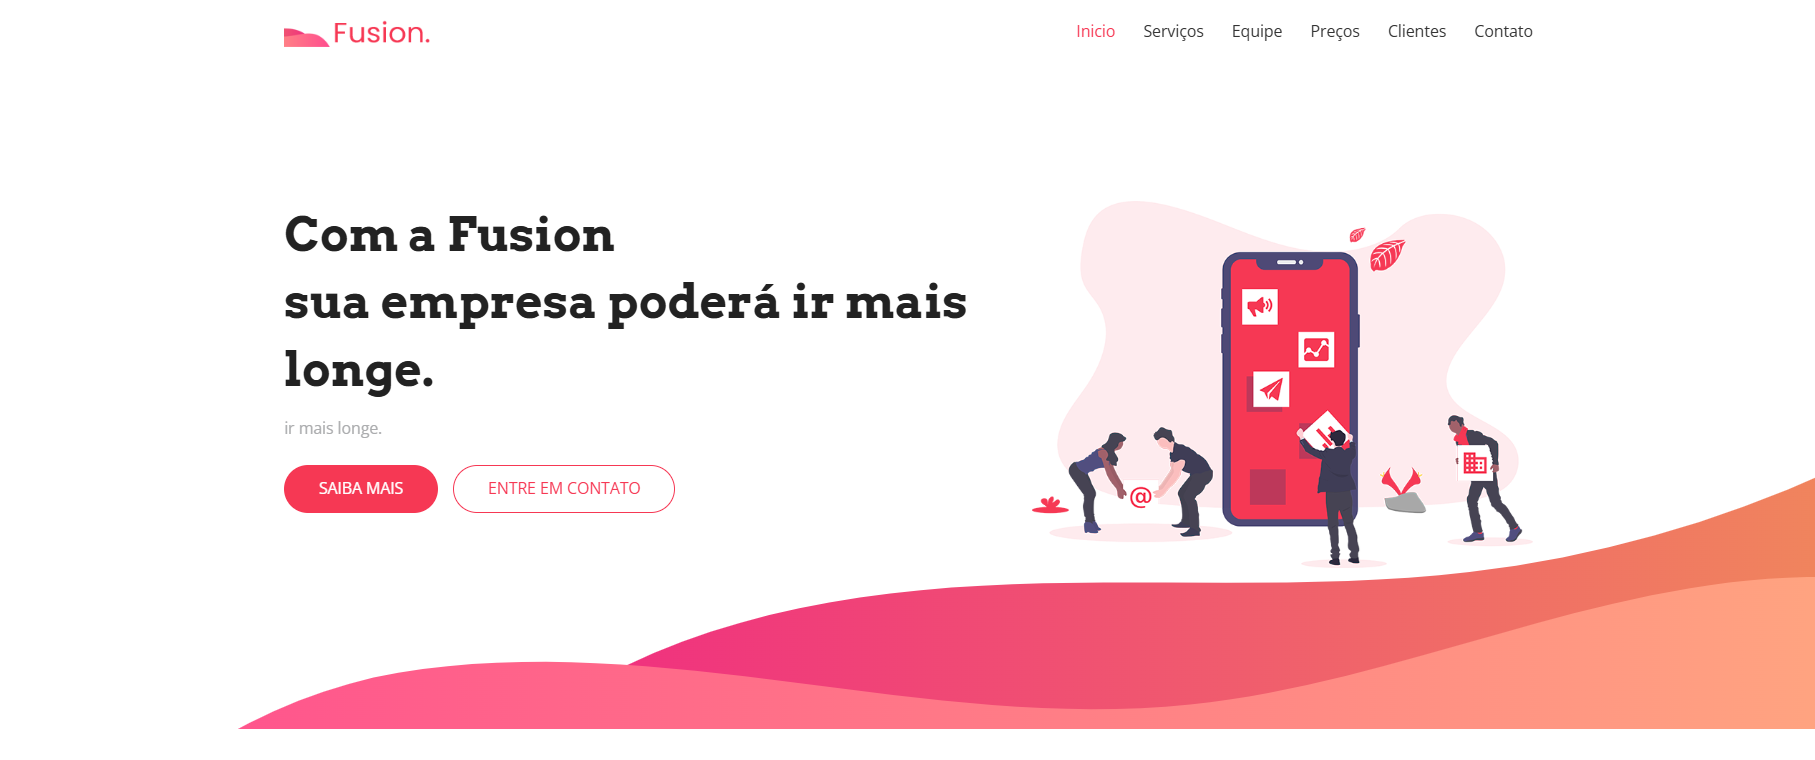 Fusion.
Inicio Serviços Equipe Preços Clientes Contato
Com a Fusion
sua empresa poderá ir mais
longe.
ir mais longe.
SAIBA MAIS ENTRE EM CONTATO
@